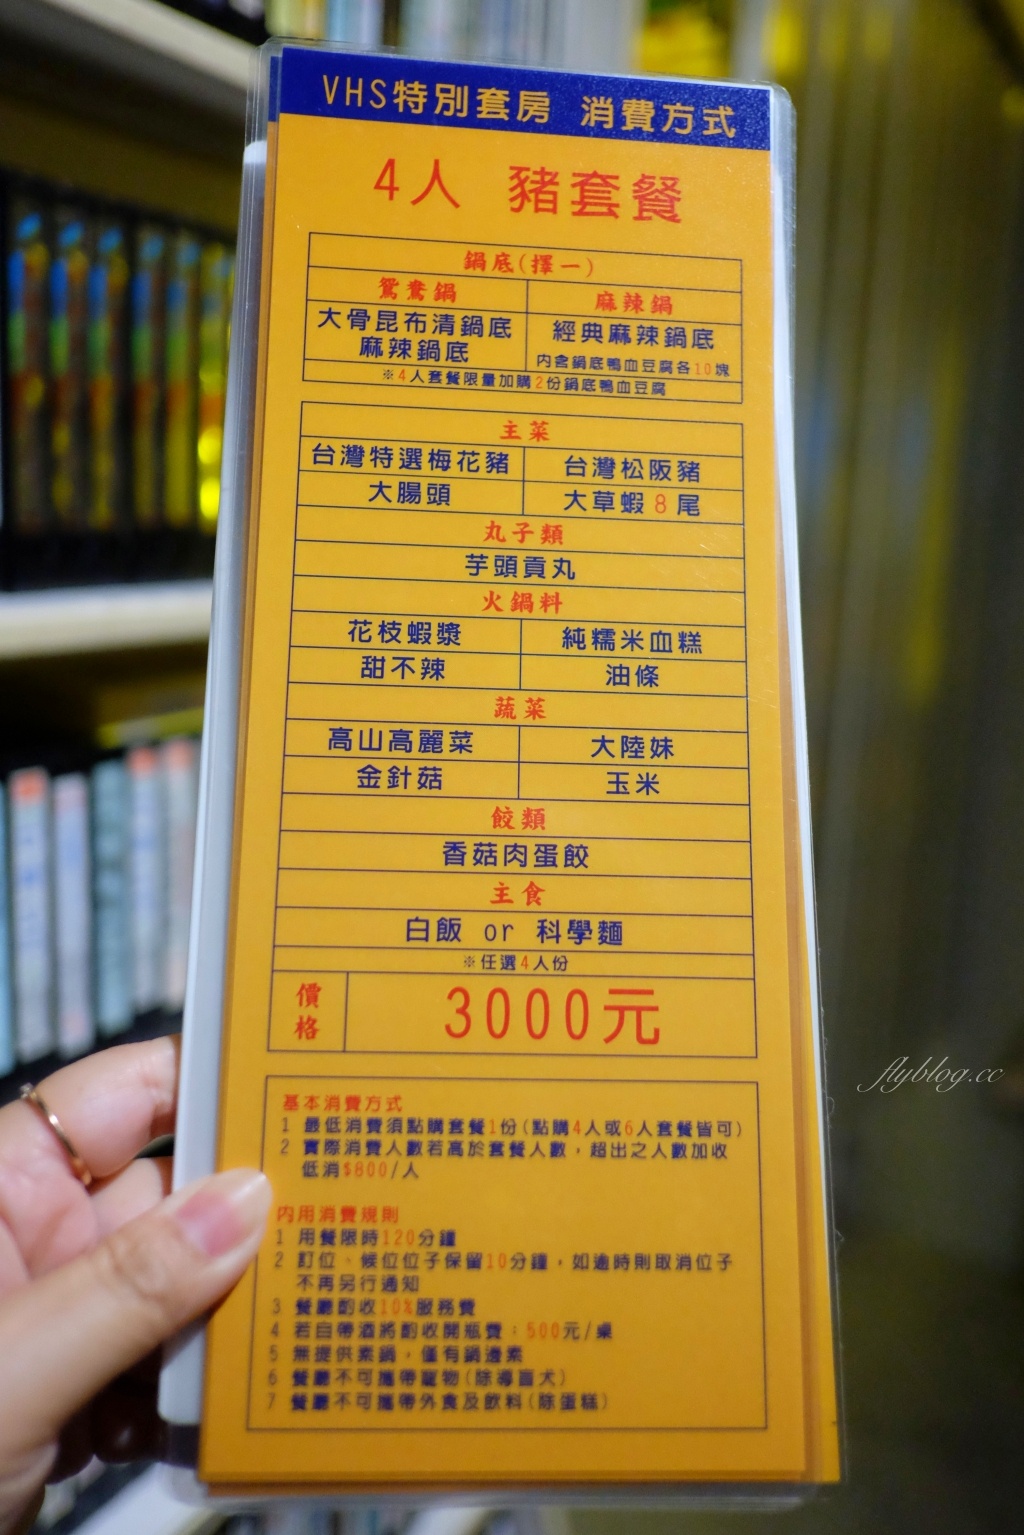 VHS特別套房 消費方式
4人 豬套餐
鍋底(擇一)
鴛鴦鍋 麻辣鍋
大骨昆布清鍋底 經典麻辣鍋底
麻辣鍋底 內含鍋底鴨血豆腐各10塊
※4人套餐限量加購2份鍋底鴨血豆腐
主菜
台灣特選梅花豬 台灣松阪豬
大腸頭 大草蝦8尾
丸子類
芋頭貢丸
火鍋料
花枝蝦漿 純糯米血糕
甜不辣 油條
蔬菜
高山高麗菜 大陸妹
金針菇 玉米
餃類
香菇肉蛋餃
主食
白飯 or 科學麵
※任選4人份
價格 3000元
基本消費方式
1 最低消費須點購套餐1份(點購4人或6人套餐皆可)
2 實際消費人數若高於套餐人數，超出之人數加收
低消$800/人
內用消費規則
1 用餐限時120分鐘
2 訂位、候位位子保留10分鐘，如逾時則取消位子
不再另行通知
3 餐廳酌收10%服務費
4 若自帶酒將酌收開瓶費：500元/桌
5 無提供素鍋，僅有鍋邊素
6 餐廳不可攜帶寵物(除導盲犬)
7 餐廳不可攜帶外食及飲料(除蛋糕)
flyblog.cc